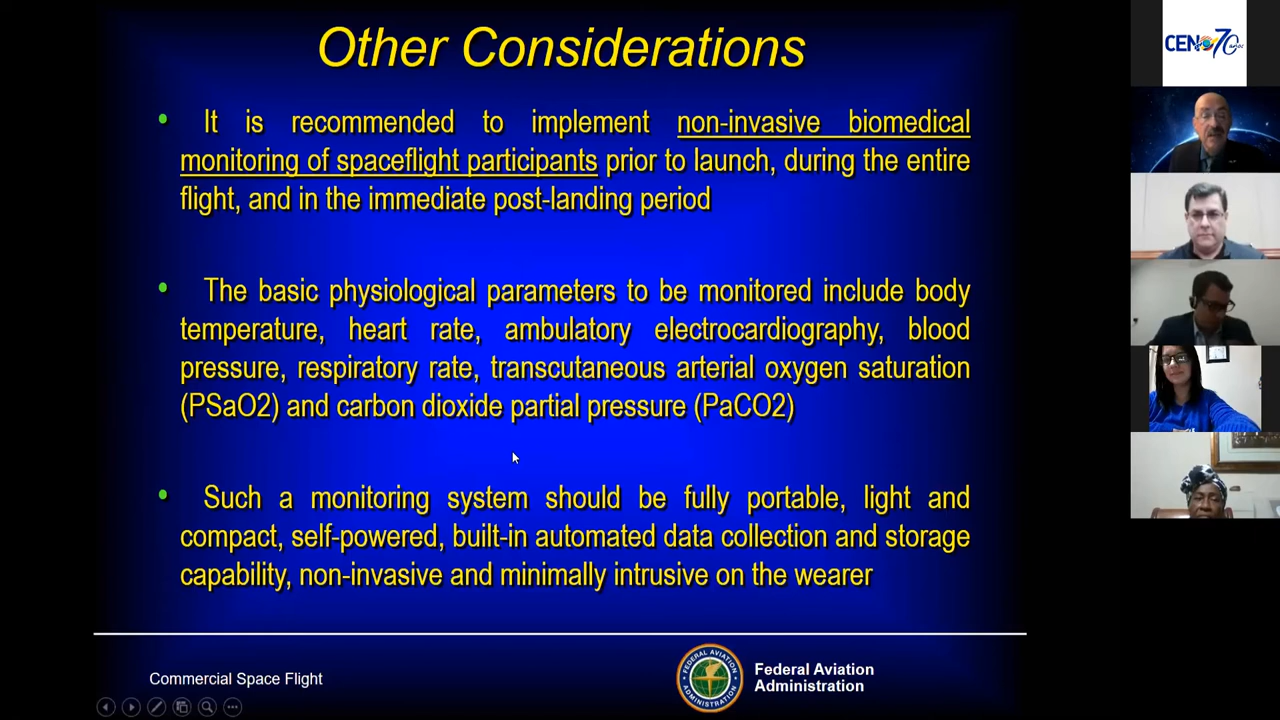 Other Considerations
• It is recommended to implement non-invasive biomedical
monitoring of spaceflight participants prior to launch, during the entire
flight, and in the immediate post-landing period
• The basic physiological parameters to be monitored include body
temperature, heart rate, ambulatory electrocardiography, blood
pressure, respiratory rate, transcutaneous arterial oxygen saturation
(PSaO2) and carbon dioxide partial pressure (PaCO2)
• Such a monitoring system should be fully portable, light and
compact, self-powered, built-in automated data collection and storage
capability, non-invasive and minimally intrusive on the wearer
Commercial Space Flight
FEDERAL AVIATION
ADMINISTRATION
Federal Aviation
Administration